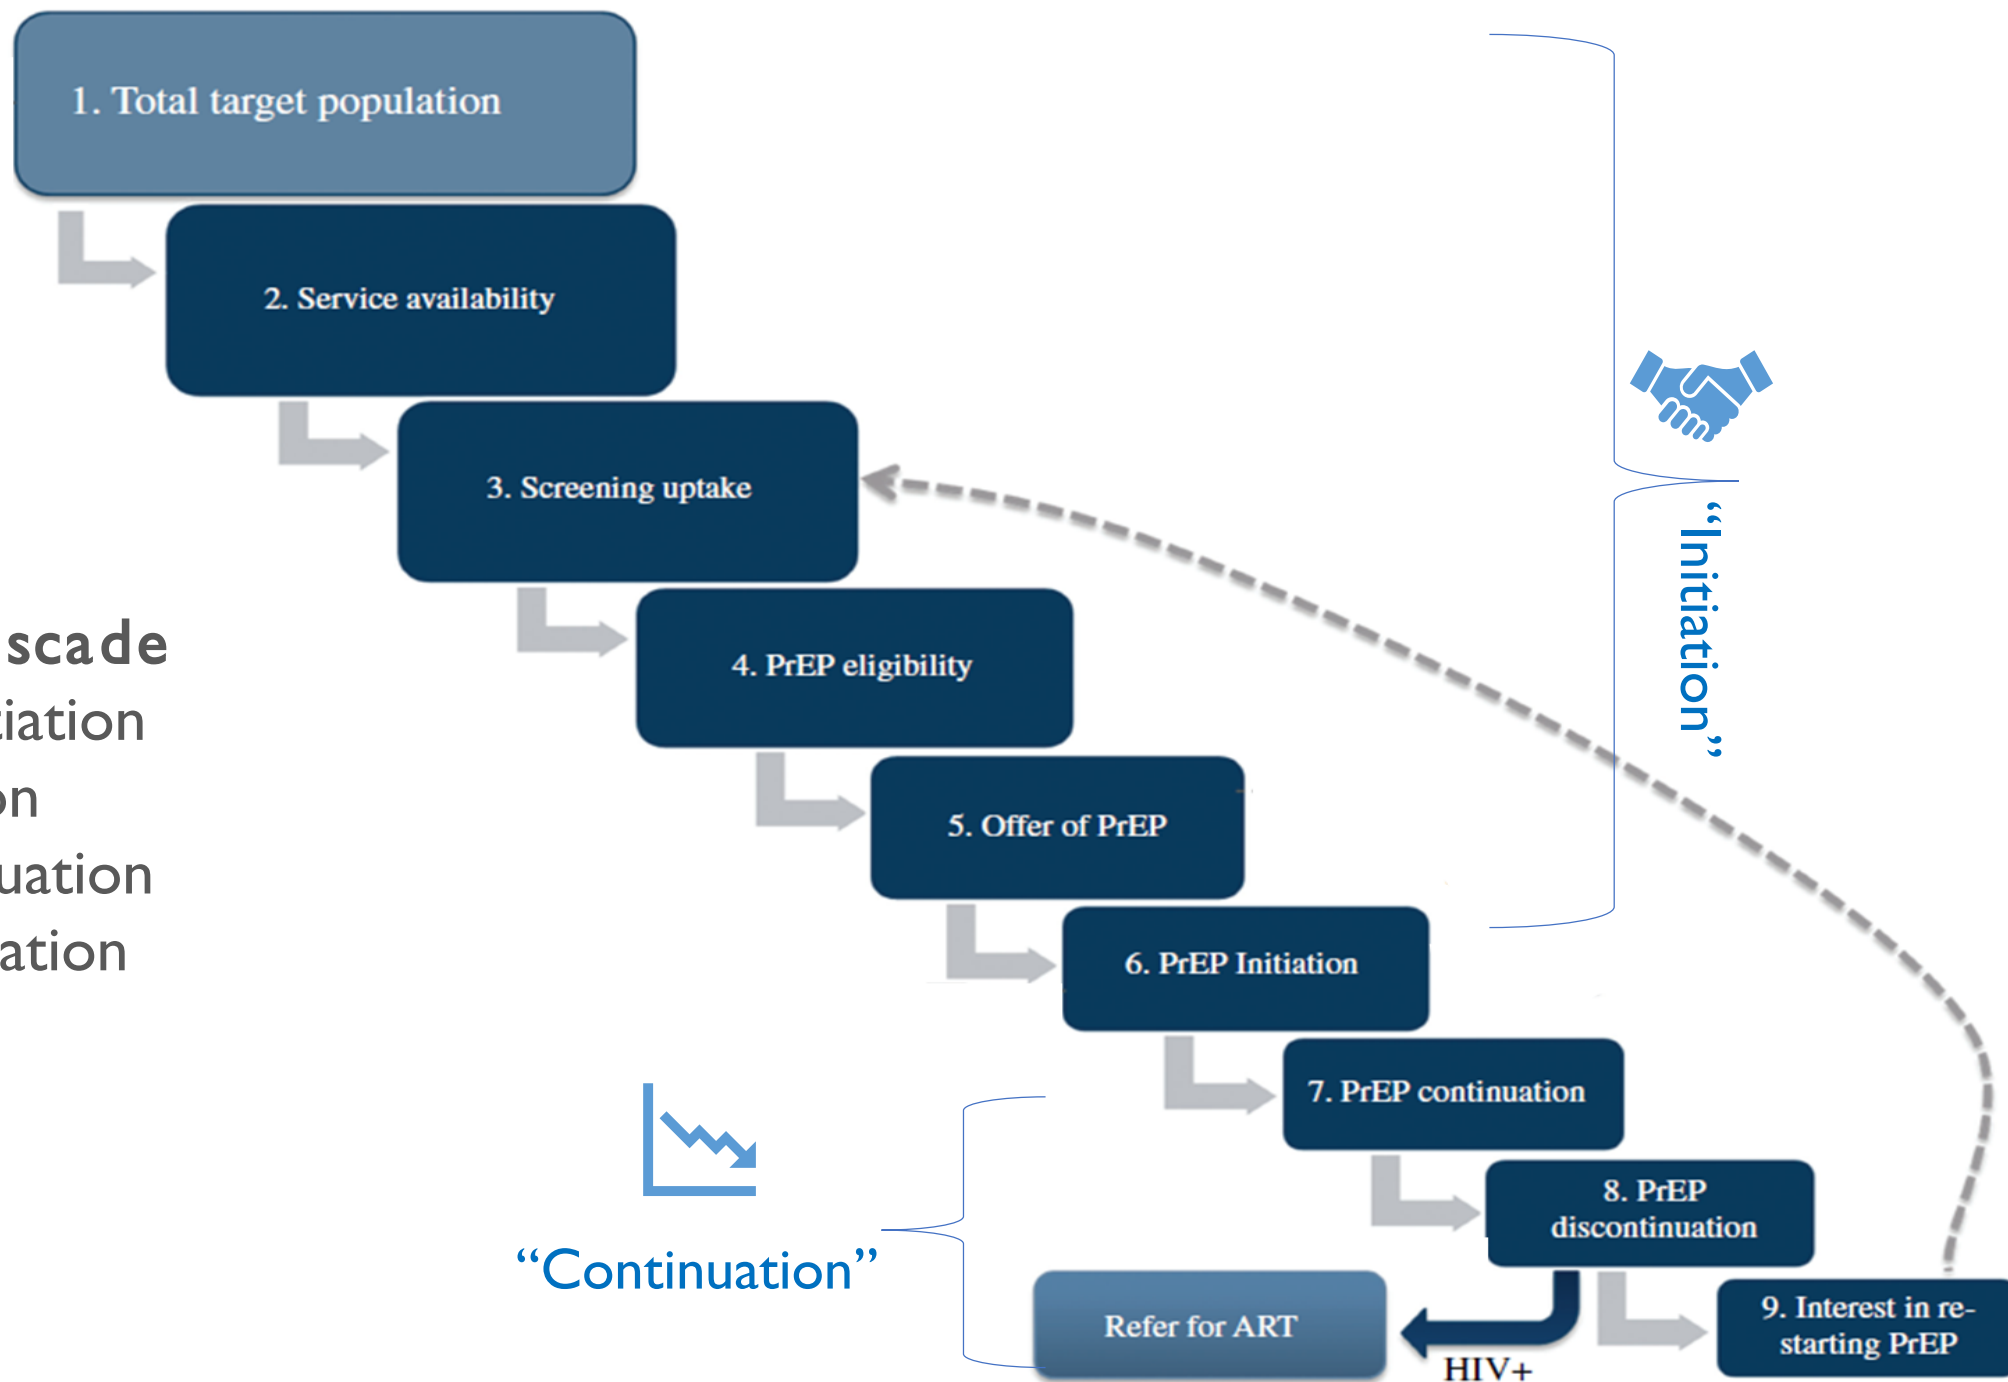 1. Total target population
2. Service availability
3. Screening uptake
4. PrEP eligibility
5. Offer of PrEP
6. PrEP Initiation
7. PrEP continuation
8. PrEP
discontinuation
9. Interest in re-
starting PrEP
HIV+
Refer for ART
“Initiation”
“Continuation”
scade
tiation
on
uation
ation